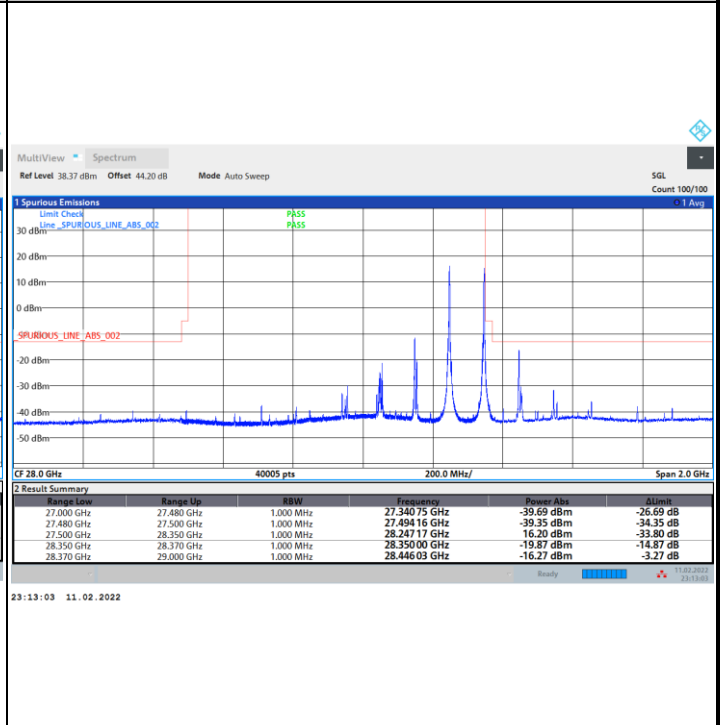 MultiView Spectrum
Ref Level 38.37 dBm Offset 44.20 dB Mode Auto Sweep SGL
Count 100/100
1 Spurious Emissions 1 Avg
Limit Check PASS
Line _SPURIOUS_LINE_ABS_002 PASS
30 dBm
20 dBm
10 dBm
0 dBm
_SPURIOUS_LINE_ABS_002
-20 dBm
-30 dBm
-40 dBm
-50 dBm
CF 28.0 GHz 40005 pts 200.0 MHz/ Span 2.0 GHz
2 Result Summary
Range Low Range Up RBW Frequency Power Abs ΔLimit
27.000 GHz 27.480 GHz 1.000 MHz 27.340 75 GHz -39.69 dBm -26.69 dB
27.480 GHz 27.500 GHz 1.000 MHz 27.494 16 GHz -39.35 dBm -34.35 dB
27.500 GHz 28.350 GHz 1.000 MHz 28.247 17 GHz 16.20 dBm -33.80 dB
28.350 GHz 28.370 GHz 1.000 MHz 28.350 00 GHz -19.87 dBm -14.87 dB
28.370 GHz 29.000 GHz 1.000 MHz 28.446 03 GHz -16.27 dBm -3.27 dB
Ready 11.02.2022
23:13:03
23:13:03 11.02.2022